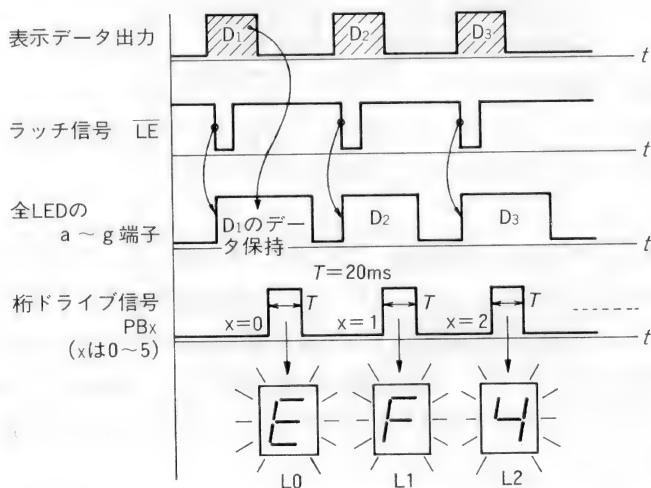 表示データ出力
D₁
D₂
D₃
t
ラッチ信号 L̅E̅
t
全LEDの
a～g端子
D₁のデー
タ保持
D₂
D₃
t
T=20ms
桁ドライブ信号
PBx
(xは0～5)
x=0
T
x=1
T
x=2
T
t
E
F
4
L0
L1
L2